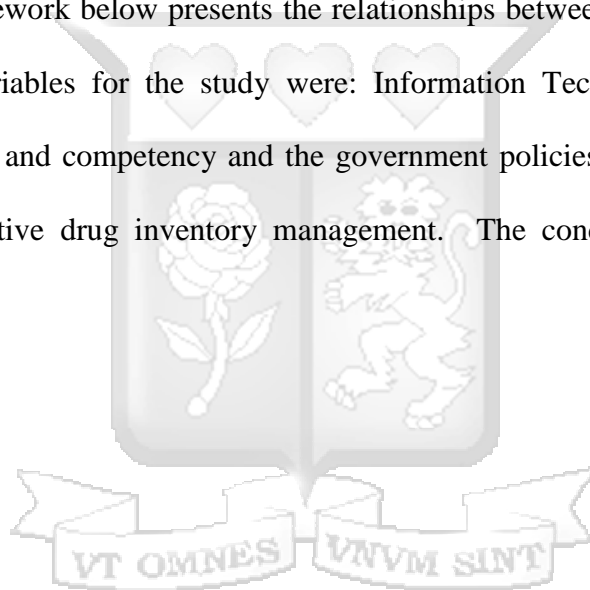 ework below presents the relationships betwee
riables for the study were: Information Tec
and competency and the government policies
tive drug inventory management. The conc
VT OMNES VNVM SINT